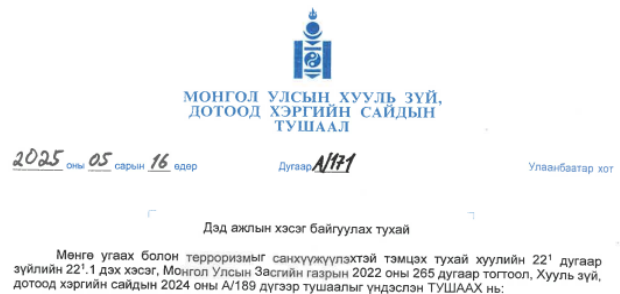 МОНГОЛ УЛСЫН ХУУЛЬ ЗҮЙ,
ДОТООД ХЭРГИЙН САЙДЫН
ТУШААЛ
2025 оны 05 сарын 16 өдөр Дугаар A/171 Улаанбаатар хот
Дэд ажлын хэсэг байгуулах тухай
Мөнгө угаах болон терроризмыг санхүүжүүлэхтэй тэмцэх тухай хуулийн 22¹ дугаар
зүйлийн 22¹.1 дэх хэсэг, Монгол Улсын Засгийн газрын 2022 оны 265 дугаар тогтоол, Хууль зүй,
дотоод хэргийн сайдын 2024 оны А/189 дүгээр тушаалыг үндэслэн ТУШААХ нь: